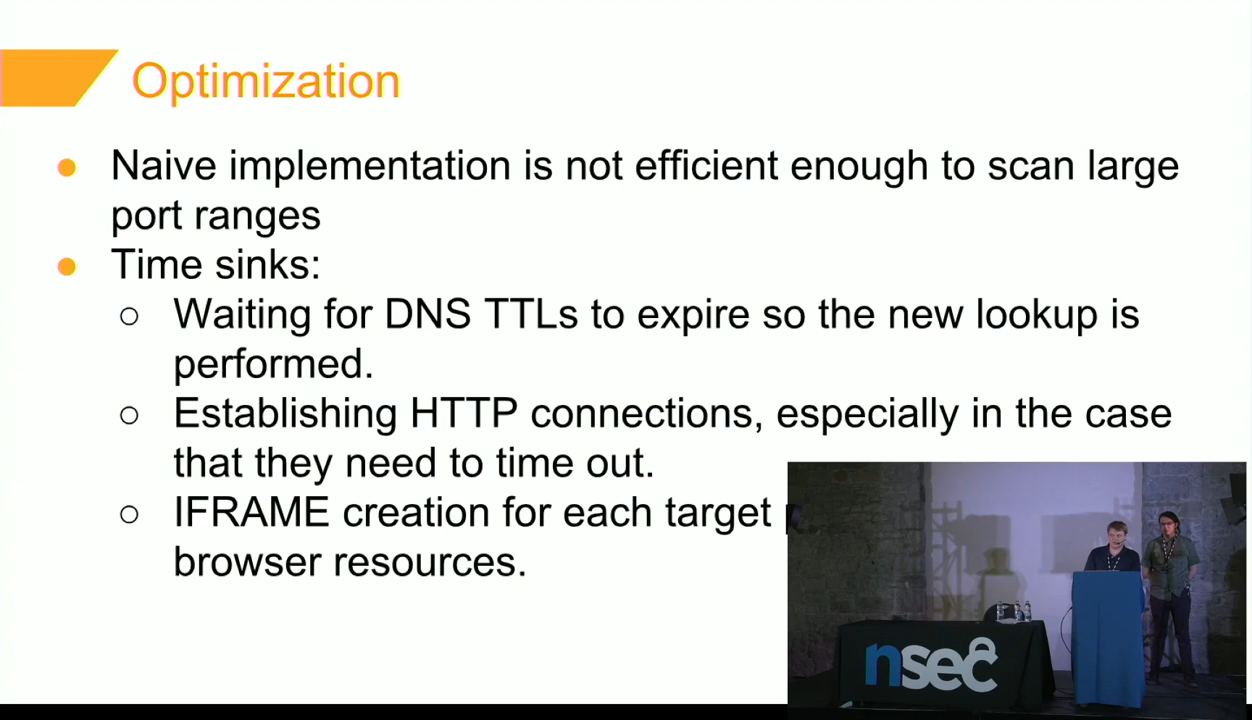 Optimization
● Naive implementation is not efficient enough to scan large
port ranges
● Time sinks:
○ Waiting for DNS TTLs to expire so the new lookup is
performed.
○ Establishing HTTP connections, especially in the case
that they need to time out.
○ IFRAME creation for each target
browser resources.
nsec